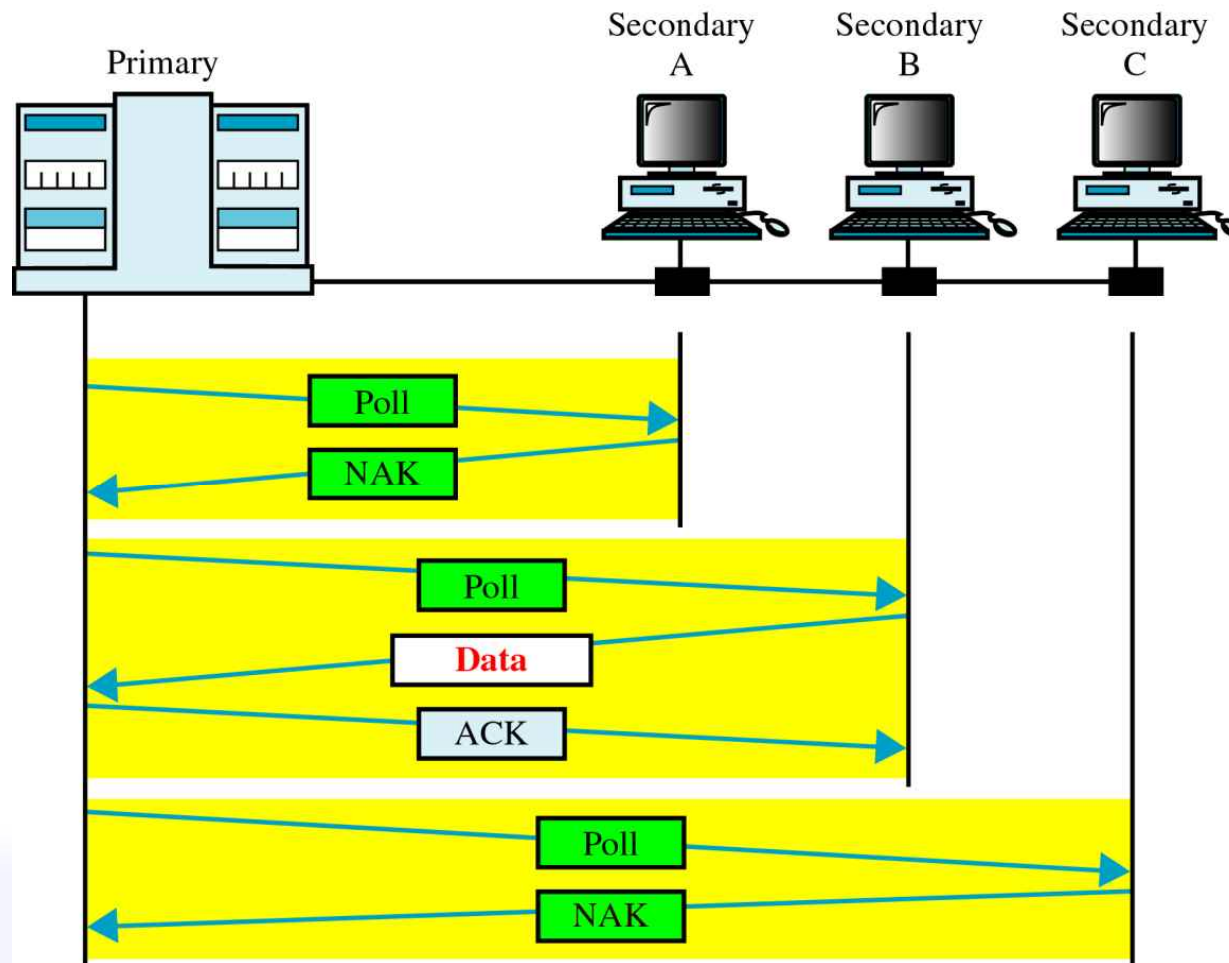 Primary
Secondary
A
Secondary
B
Secondary
C
Poll
NAK
Poll
Data
ACK
Poll
NAK